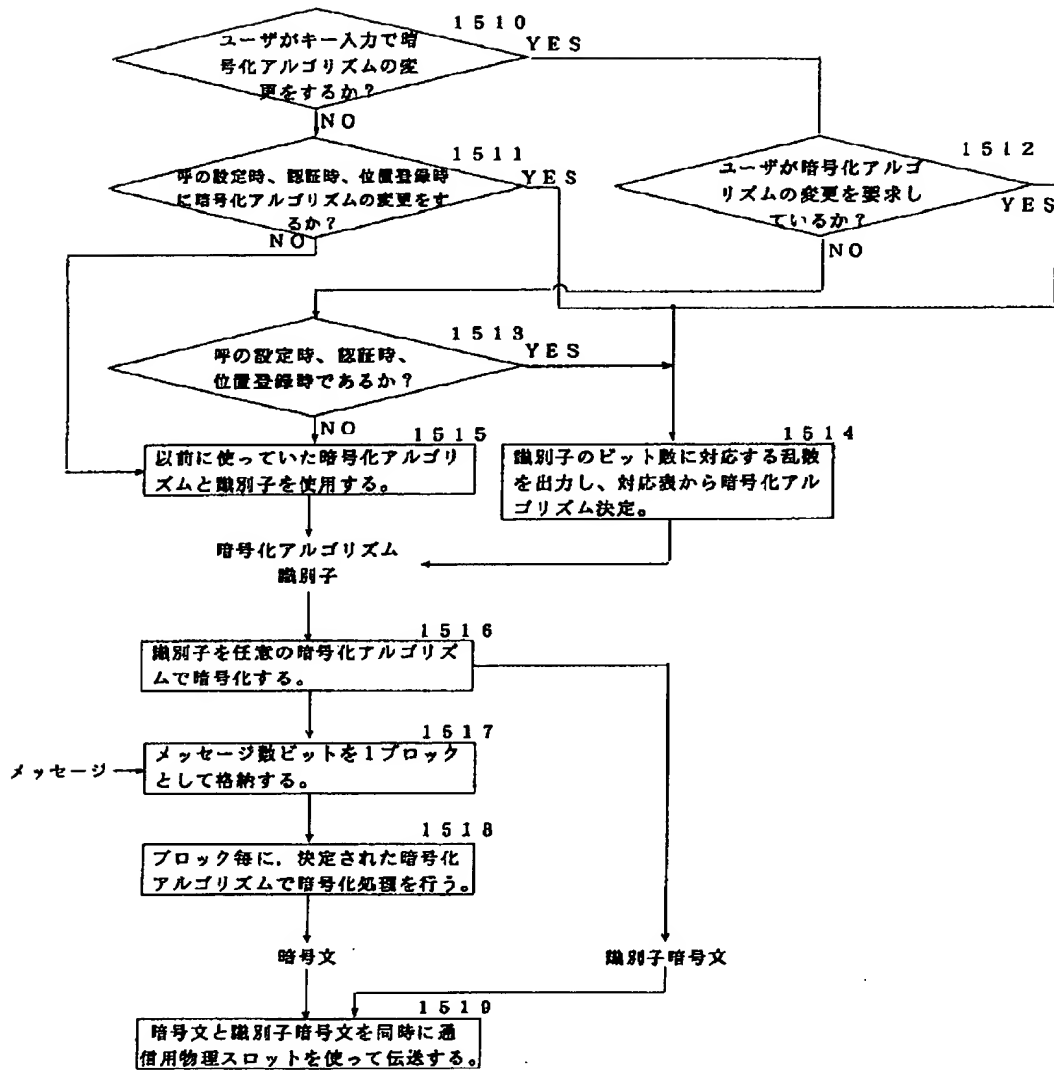 1510
ユーザがキー入力で暗
号化アルゴリズムの変
更をするか?
YES
NO
1511
呼の設定時、認証時、位置登録時
に暗号化アルゴリズムの変更をす
るか?
YES
NO
1512
ユーザが暗号化アルゴ
リズムの変更を要求し
ているか?
YES
NO
1513
呼の設定時、認証時、
位置登録時であるか?
YES
NO
1515
以前に使っていた暗号化アルゴリ
ズムと識別子を使用する。
1514
識別子のビット数に対応する乱数
を出力し、対応表から暗号化アル
ゴリズム決定。
暗号化アルゴリズム
識別子
1516
識別子を任意の暗号化アルゴリズ
ムで暗号化する。
1517
メッセージ
メッセージ数ビットを1ブロック
として格納する。
1518
ブロック毎に、決定された暗号化
アルゴリズムで暗号化処理を行う。
暗号文
識別子暗号文
1519
暗号文と識別子暗号文を同時に通
信用物理スロットを使って伝送する。